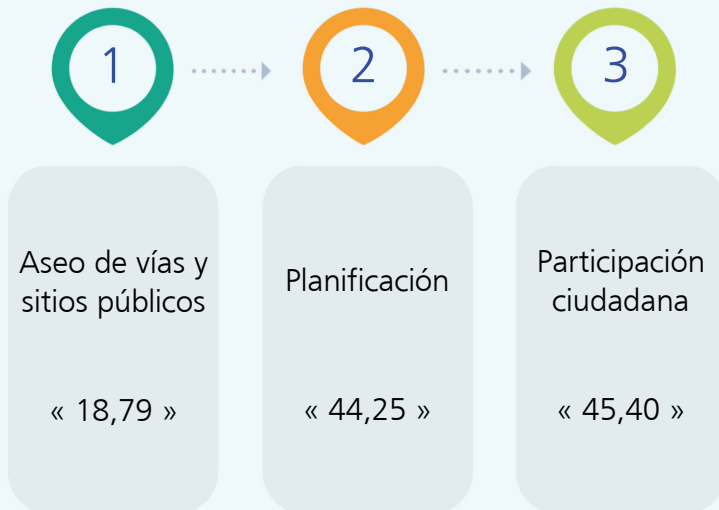 1
2
3
Aseo de vías y
sitios públicos
« 18,79 »
Planificación
« 44,25 »
Participación
ciudadana
« 45,40 »